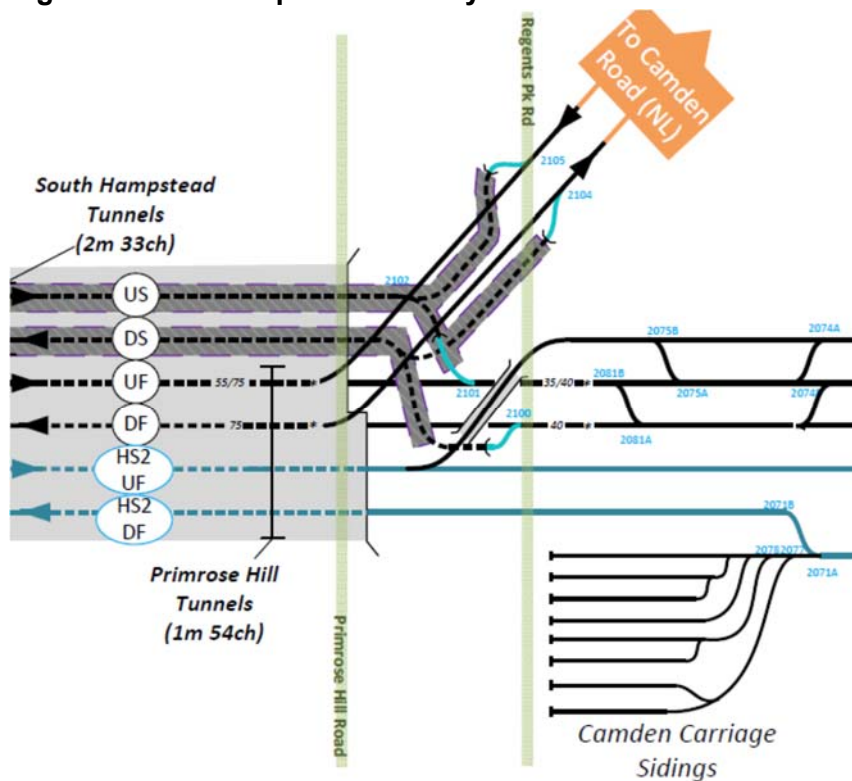 To Camden
Road (NL)
Regents Pk Rd
2105
2104
South Hampstead
Tunnels
(2m 33ch)
2102
US
DS
UF
DF
HS2
UF
HS2
DF
55/75
75
2101
2100
35/40
40
2075B
2074A
2081B
2075A
2081A
2071B
2071A
Primrose Hill
Tunnels
(1m 54ch)
Primrose Hill Road
Camden Carriage
Sidings